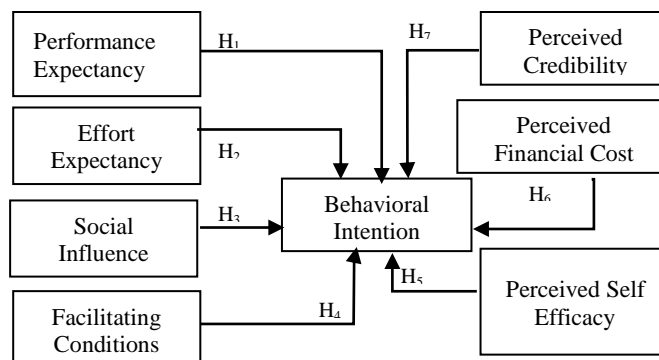 Performance
Expectancy
H₁
H₇
Perceived
Credibility
Effort
Expectancy
H₂
Perceived
Financial Cost
H₆
Behavioral
Intention
Social
Influence
H₃
H₅
Perceived Self
Efficacy
Facilitating
Conditions
H₄